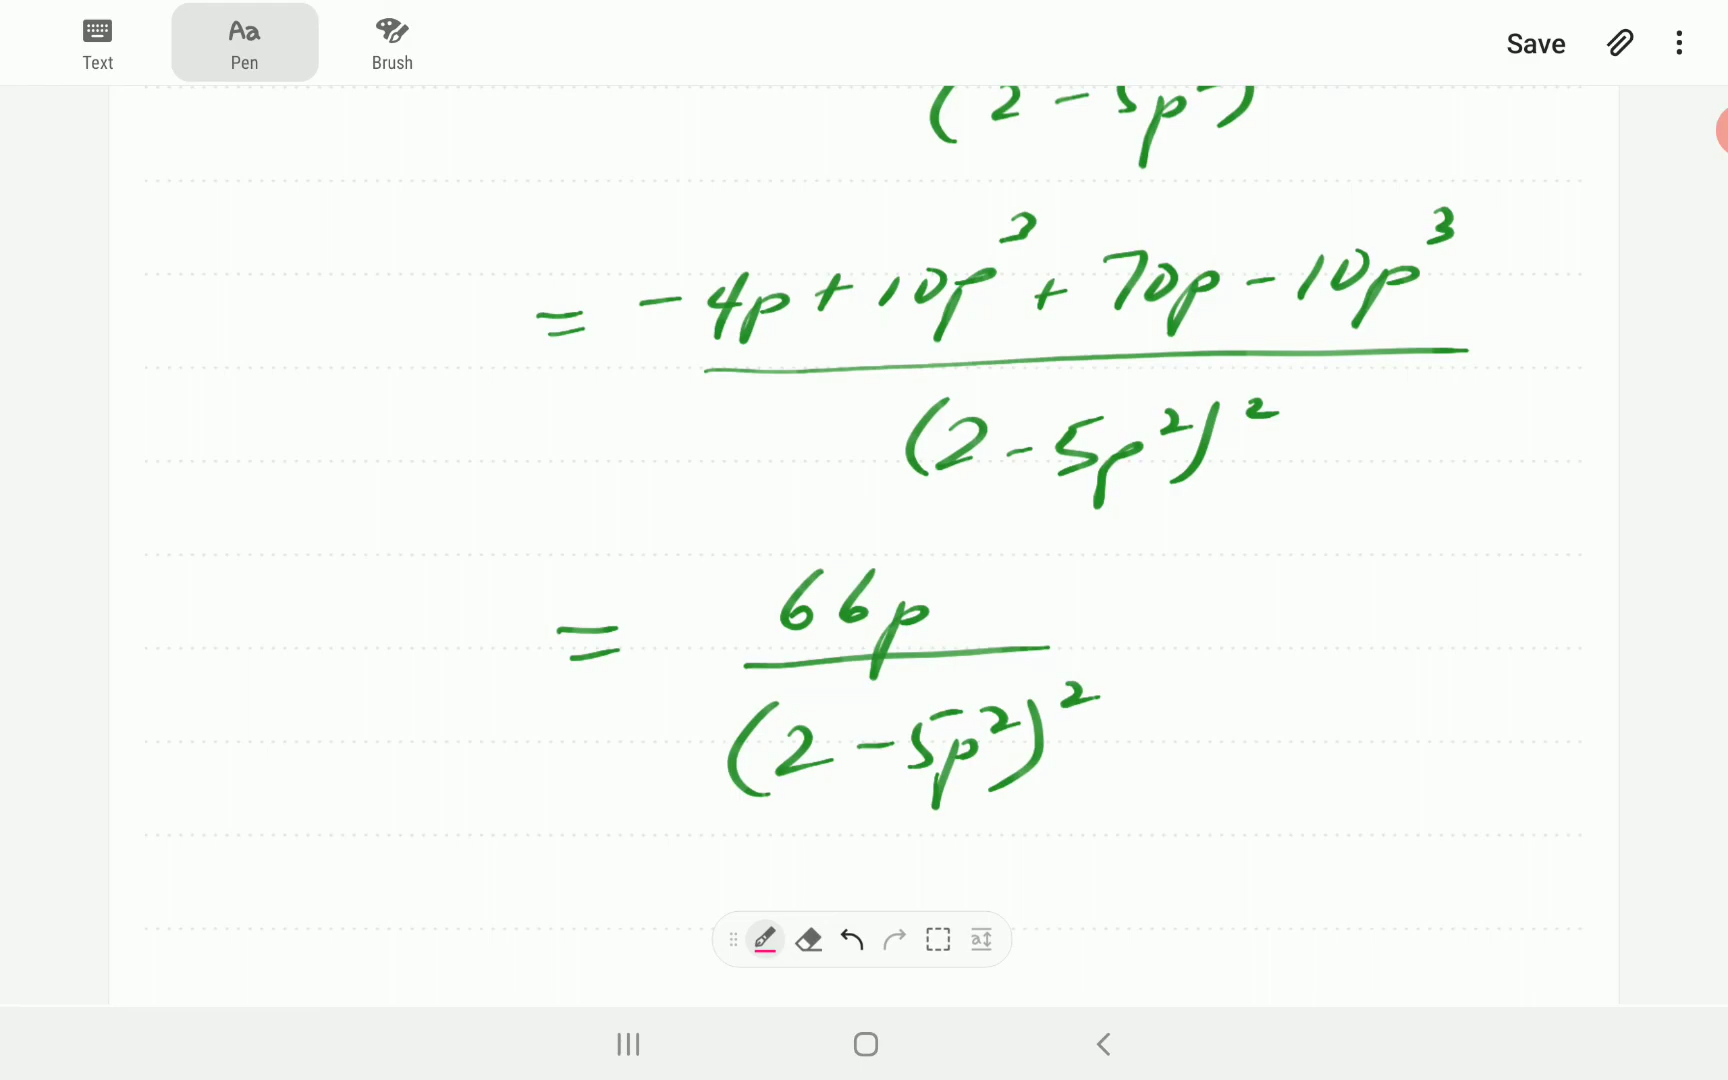 Text Pen Brush Save
(2 - 5p²)
= -4p + 10p³ + 70p - 10p³
(2 - 5p²)²
= 66p
(2 - 5p²)²